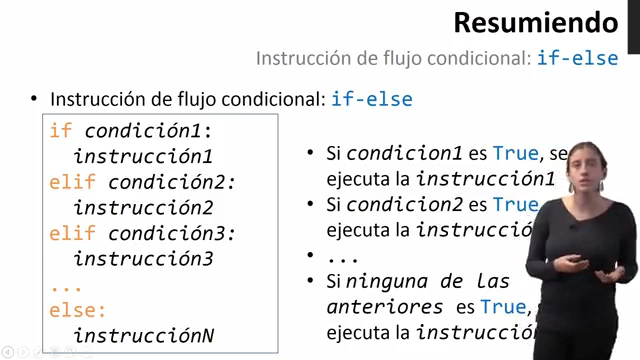 Resumiendo
Instrucción de flujo condicional: if-else
• Instrucción de flujo condicional: if-else
if condición1:
instrucción1
elif condición2:
instrucción2
elif condición3:
instrucción3
...
else:
instrucciónN
• Si condicion1 es True, se
ejecuta la instrucción1
• Si condicion2 es True
ejecuta la
• ...
• Si ninguna de las
anteriores es True,
ejecuta la